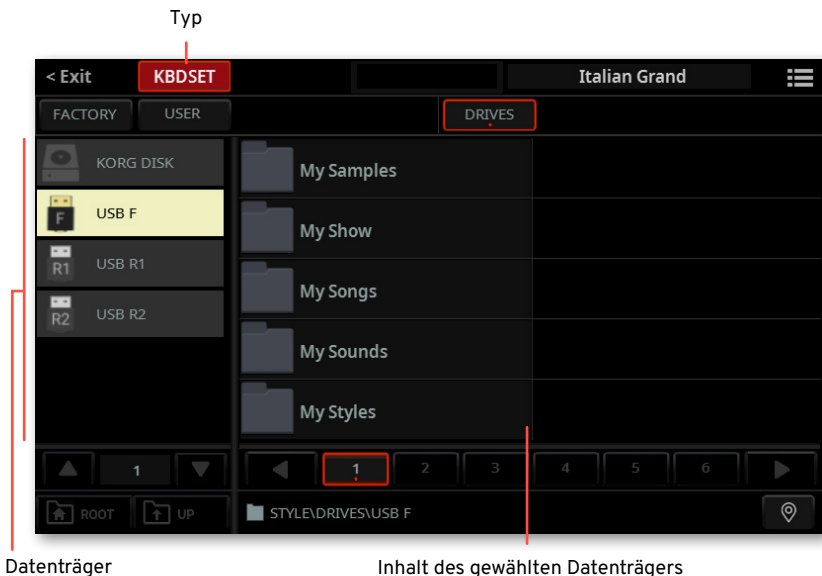 Typ
< Exit KBDSET Italian Grand
FACTORY USER DRIVES
KORG DISK
F USB F
R1 USB R1
R2 USB R2
My Samples
My Show
My Songs
My Sounds
My Styles
1 1 2 3 4 5 6
ROOT UP STYLE\DRIVES\USB F
Datenträger Inhalt des gewählten Datenträgers